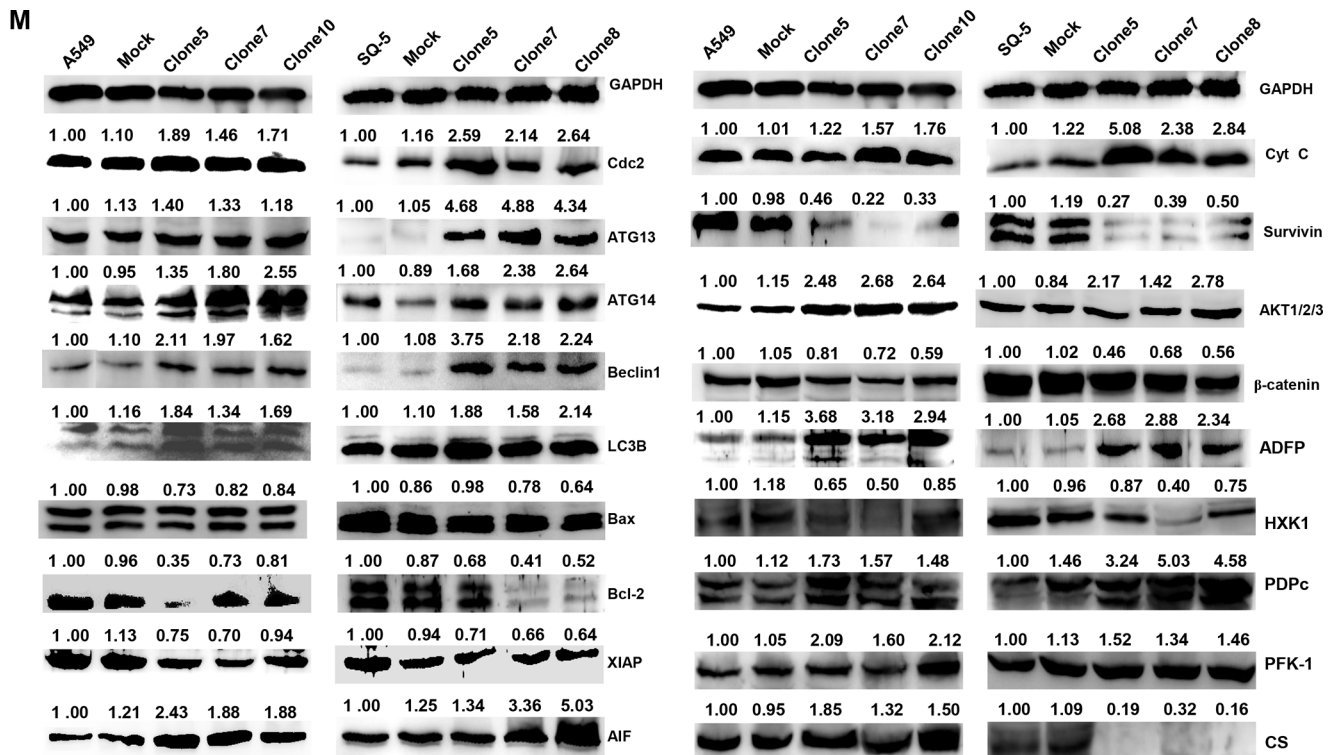 M
A549 Mock Clone5 Clone7 Clone10 SQ-5 Mock Clone5 Clone7 Clone8 A549 Mock Clone5 Clone7 Clone10 SQ-5 Mock Clone5 Clone7 Clone8
GAPDH GAPDH
1 .00 1.10 1.89 1.46 1.71 1.00 1.16 2.59 2.14 2.64 Cdc2
1 .00 1.13 1.40 1.33 1.18 1.00 1.05 4.68 4.88 4.34 ATG13
1.00 0.95 1.35 1.80 2.55 1.00 0.89 1.68 2.38 2.64 ATG14
1 .00 1.10 2.11 1.97 1.62 1.00 1.08 3.75 2.18 2.24 Beclin1
1 .00 1.16 1.84 1.34 1.69 1.00 1.10 1.88 1.58 2.14 LC3B
1 .00 0.98 0.73 0.82 0.84 1.00 0.86 0.98 0.78 0.64 Bax
1 .00 0.96 0.35 0.73 0.81 1.00 0.87 0.68 0.41 0.52 Bcl-2
1 .00 1.13 0.75 0.70 0.94 1.00 0.94 0.71 0.66 0.64 XIAP
1 .00 1.21 2.43 1.88 1.88 1.00 1.25 1.34 3.36 5.03 AIF
1 .00 1.01 1.22 1.57 1.76 1.00 1.22 5.08 2.38 2.84 Cyt C
1 .00 0.98 0.46 0.22 0.33 1.00 1.19 0.27 0.39 0.50 Survivin
1.00 1.15 2.48 2.68 2.64 1.00 0.84 2.17 1.42 2.78 AKT1/2/3
1 .00 1.05 0.81 0.72 0.59 1.00 1.02 0.46 0.68 0.56 β-catenin
1.00 1.15 3.68 3.18 2.94 1.00 1.05 2.68 2.88 2.34 ADFP
1 .00 1.18 0.65 0.50 0.85 1.00 0.96 0.87 0.40 0.75 HXK1
1 .00 1.12 1.73 1.57 1.48 1.00 1.46 3.24 5.03 4.58 PDPc
1 .00 1.05 2.09 1.60 2.12 1.00 1.13 1.52 1.34 1.46 PFK-1
1 .00 0.95 1.85 1.32 1.50 1.00 1.09 0.19 0.32 0.16 CS